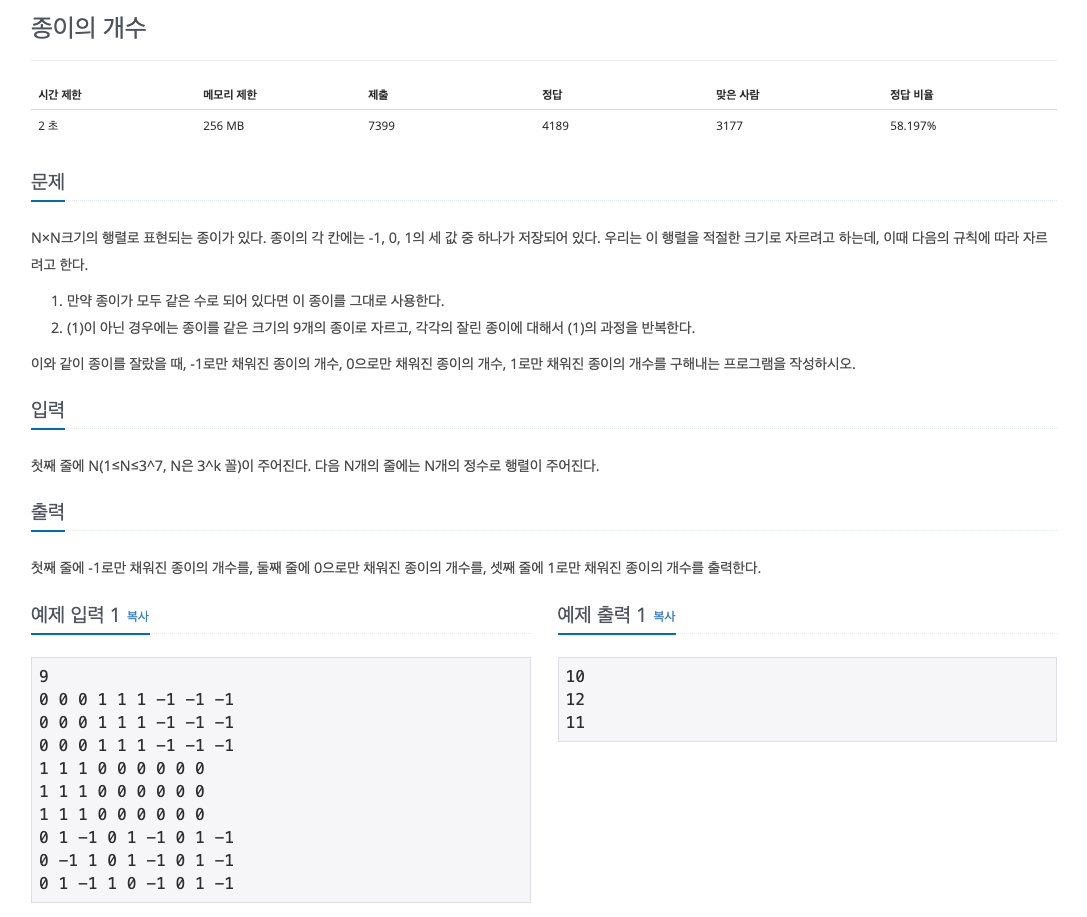 종이의 개수
시간 제한 메모리 제한 제출 정답 맞은 사람 정답 비율
2 초 256 MB 7399 4189 3177 58.197%
문제
N×N크기의 행렬로 표현되는 종이가 있다. 종이의 각 칸에는 -1, 0, 1의 세 값 중 하나가 저장되어 있다. 우리는 이 행렬을 적절한 크기로 자르려고 하는데, 이때 다음의 규칙에 따라 자르
려고 한다.
1. 만약 종이가 모두 같은 수로 되어 있다면 이 종이를 그대로 사용한다.
2. (1)이 아닌 경우에는 종이를 같은 크기의 9개의 종이로 자르고, 각각의 잘린 종이에 대해서 (1)의 과정을 반복한다.
이와 같이 종이를 잘랐을 때, -1로만 채워진 종이의 개수, 0으로만 채워진 종이의 개수, 1로만 채워진 종이의 개수를 구해내는 프로그램을 작성하시오.
입력
첫째 줄에 N(1≤N≤3^7, N은 3^k 꼴)이 주어진다. 다음 N개의 줄에는 N개의 정수로 행렬이 주어진다.
출력
첫째 줄에 -1로만 채워진 종이의 개수를, 둘째 줄에 0으로만 채워진 종이의 개수를, 셋째 줄에 1로만 채워진 종이의 개수를 출력한다.
예제 입력 1 복사
9
0 0 0 1 1 1 -1 -1 -1
0 0 0 1 1 1 -1 -1 -1
0 0 0 1 1 1 -1 -1 -1
1 1 1 0 0 0 0 0 0
1 1 1 0 0 0 0 0 0
1 1 1 0 0 0 0 0 0
0 1 -1 0 1 -1 0 1 -1
0 -1 1 0 1 -1 0 1 -1
0 1 -1 1 0 -1 0 1 -1
예제 출력 1 복사
10
12
11